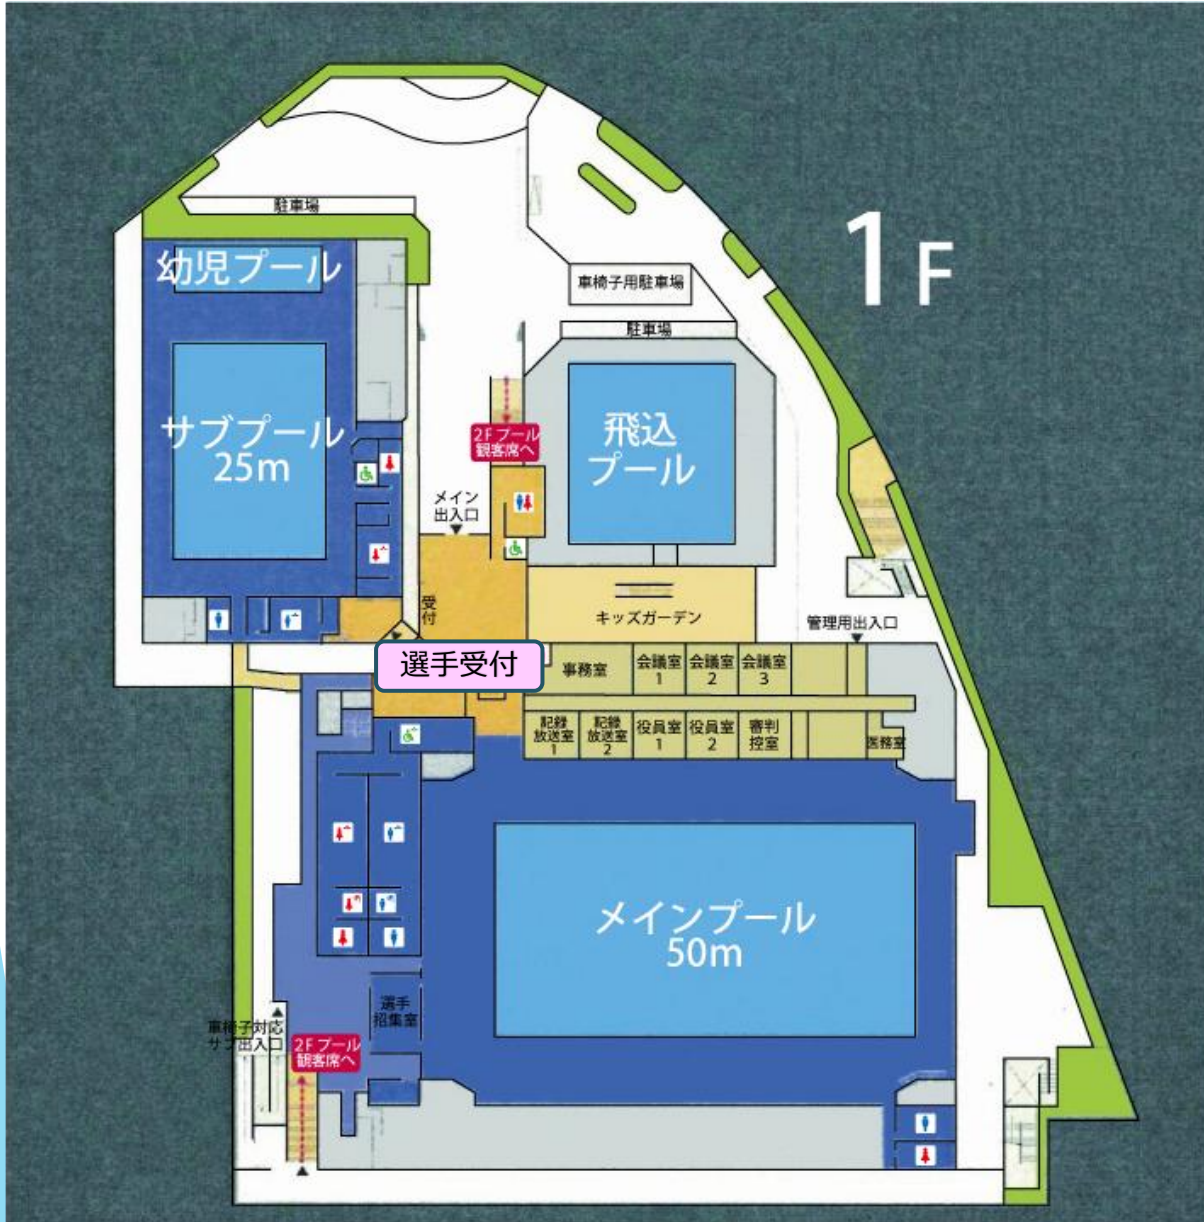 1F
駐車場
幼児プール
車椅子用駐車場
駐車場
サブプール
25m
2F プール
観客席へ
飛込
プール
メイン
出入口
受付
キッズガーデン
管理用出入口
選手受付
事務室
会議室
1
会議室
2
会議室
3
記録
放送室
1
記録
放送室
2
役員室
1
役員室
2
審判
控室
医務室
メインプール
50m
選手
招集室
車椅子対応
サブ出入口
2F プール
観客席へ